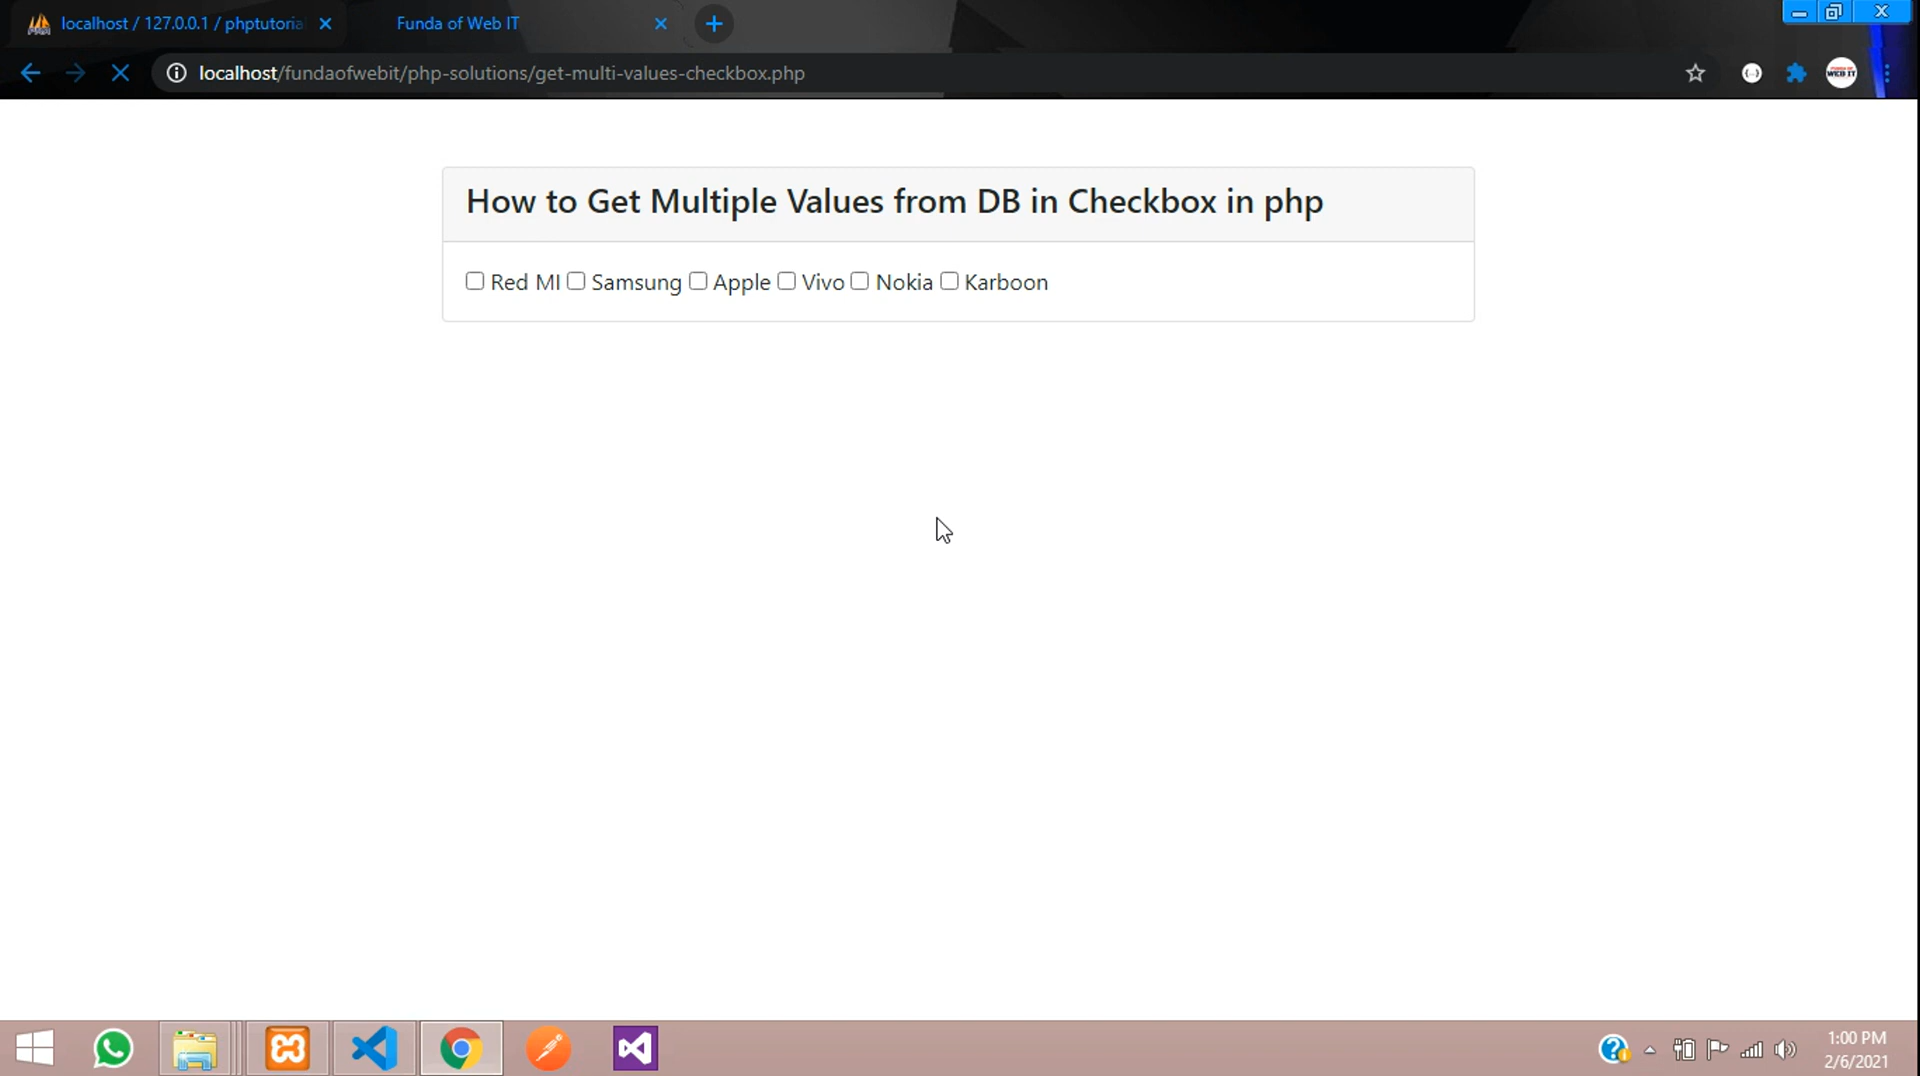 localhost / 127.0.0.1 / phptutoria
Funda of Web IT
localhost/fundaofwebit/php-solutions/get-multi-values-checkbox.php
WEB IT
How to Get Multiple Values from DB in Checkbox in php
Red MI Samsung Apple Vivo Nokia Karboon
1:00 PM
2/6/2021